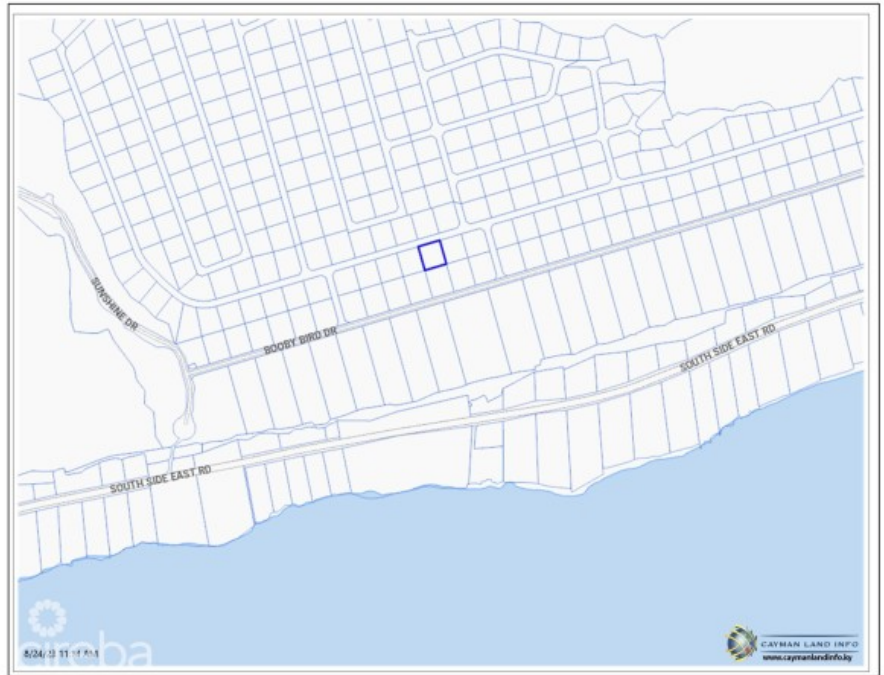 SUNSHINE DR
BOOBY BIRD DR
SOUTH SIDE EAST RD
SOUTH SIDE EAST RD
cireba
CAYMAN LAND INFO
www.caymanlandinfo.ky